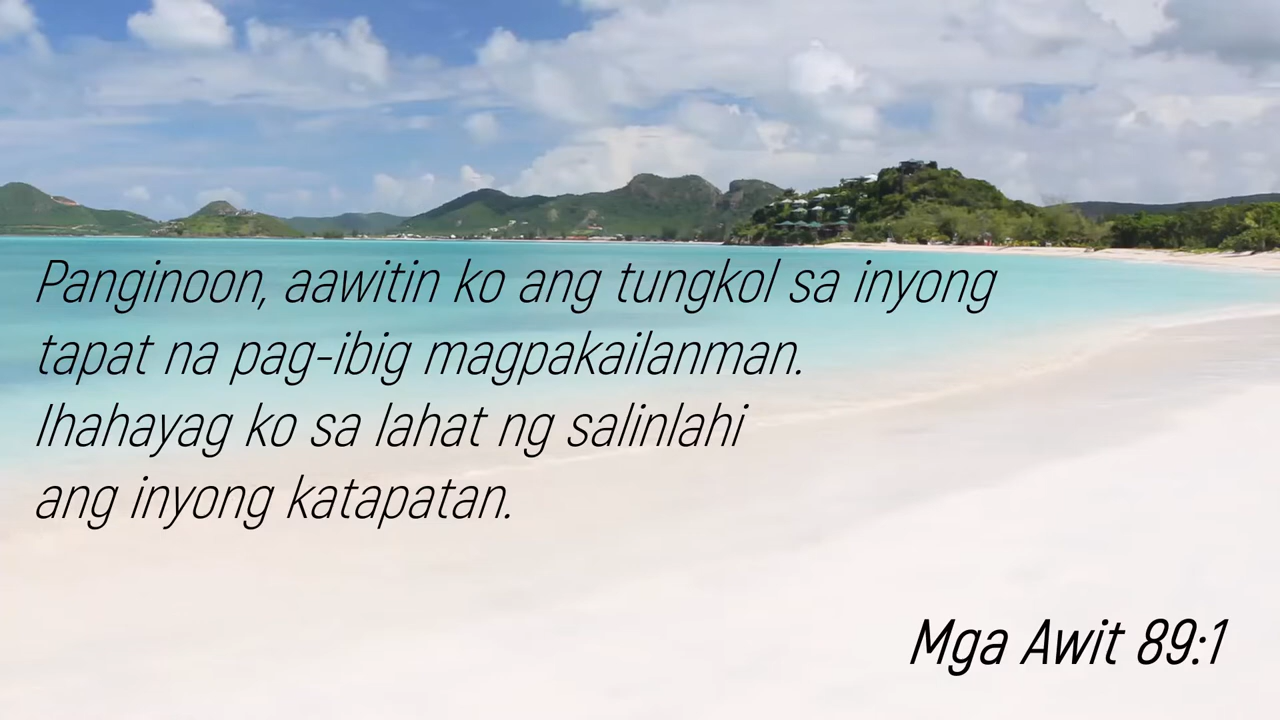 Panginoon, aawitin ko ang tungkol sa inyong
tapat na pag-ibig magpakailanman.
Ihahayag ko sa lahat ng salinlahi
ang inyong katapatan.
Mga Awit 89:1